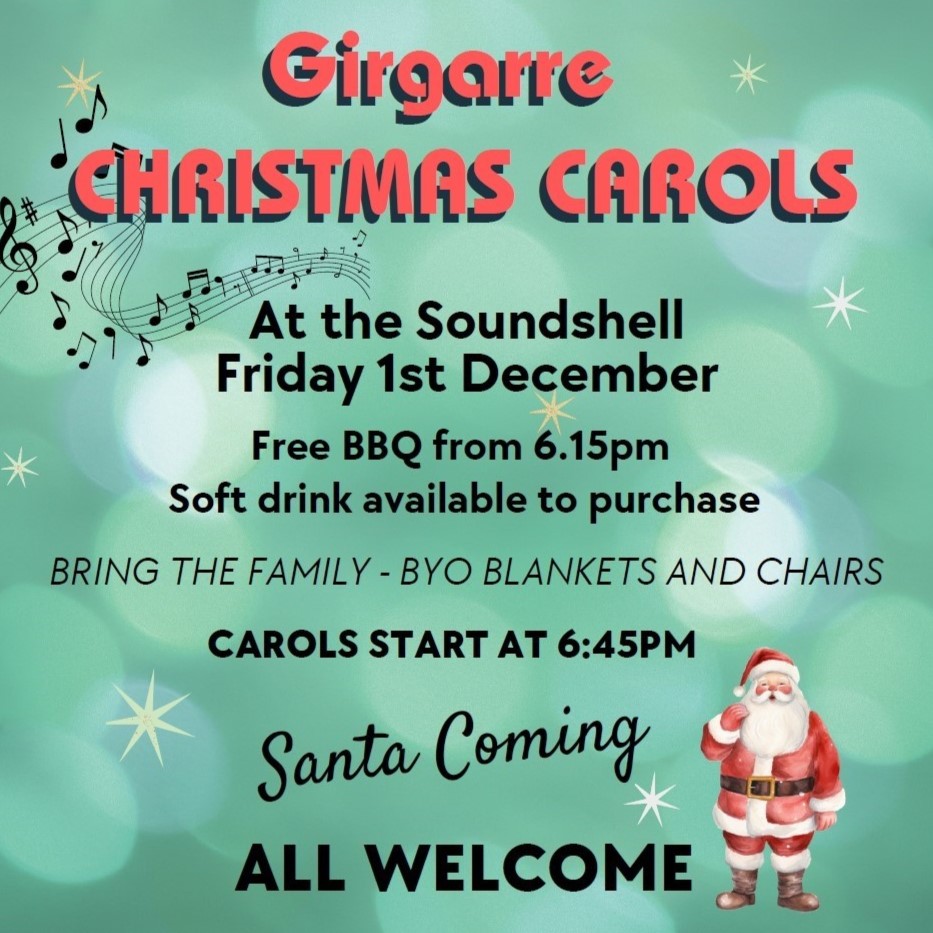 Girgarre
CHRISTMAS CAROLS
At the Soundshell
Friday 1st December
Free BBQ from 6.15pm
Soft drink available to purchase
BRING THE FAMILY - BYO BLANKETS AND CHAIRS
CAROLS START AT 6:45PM
Santa Coming
ALL WELCOME